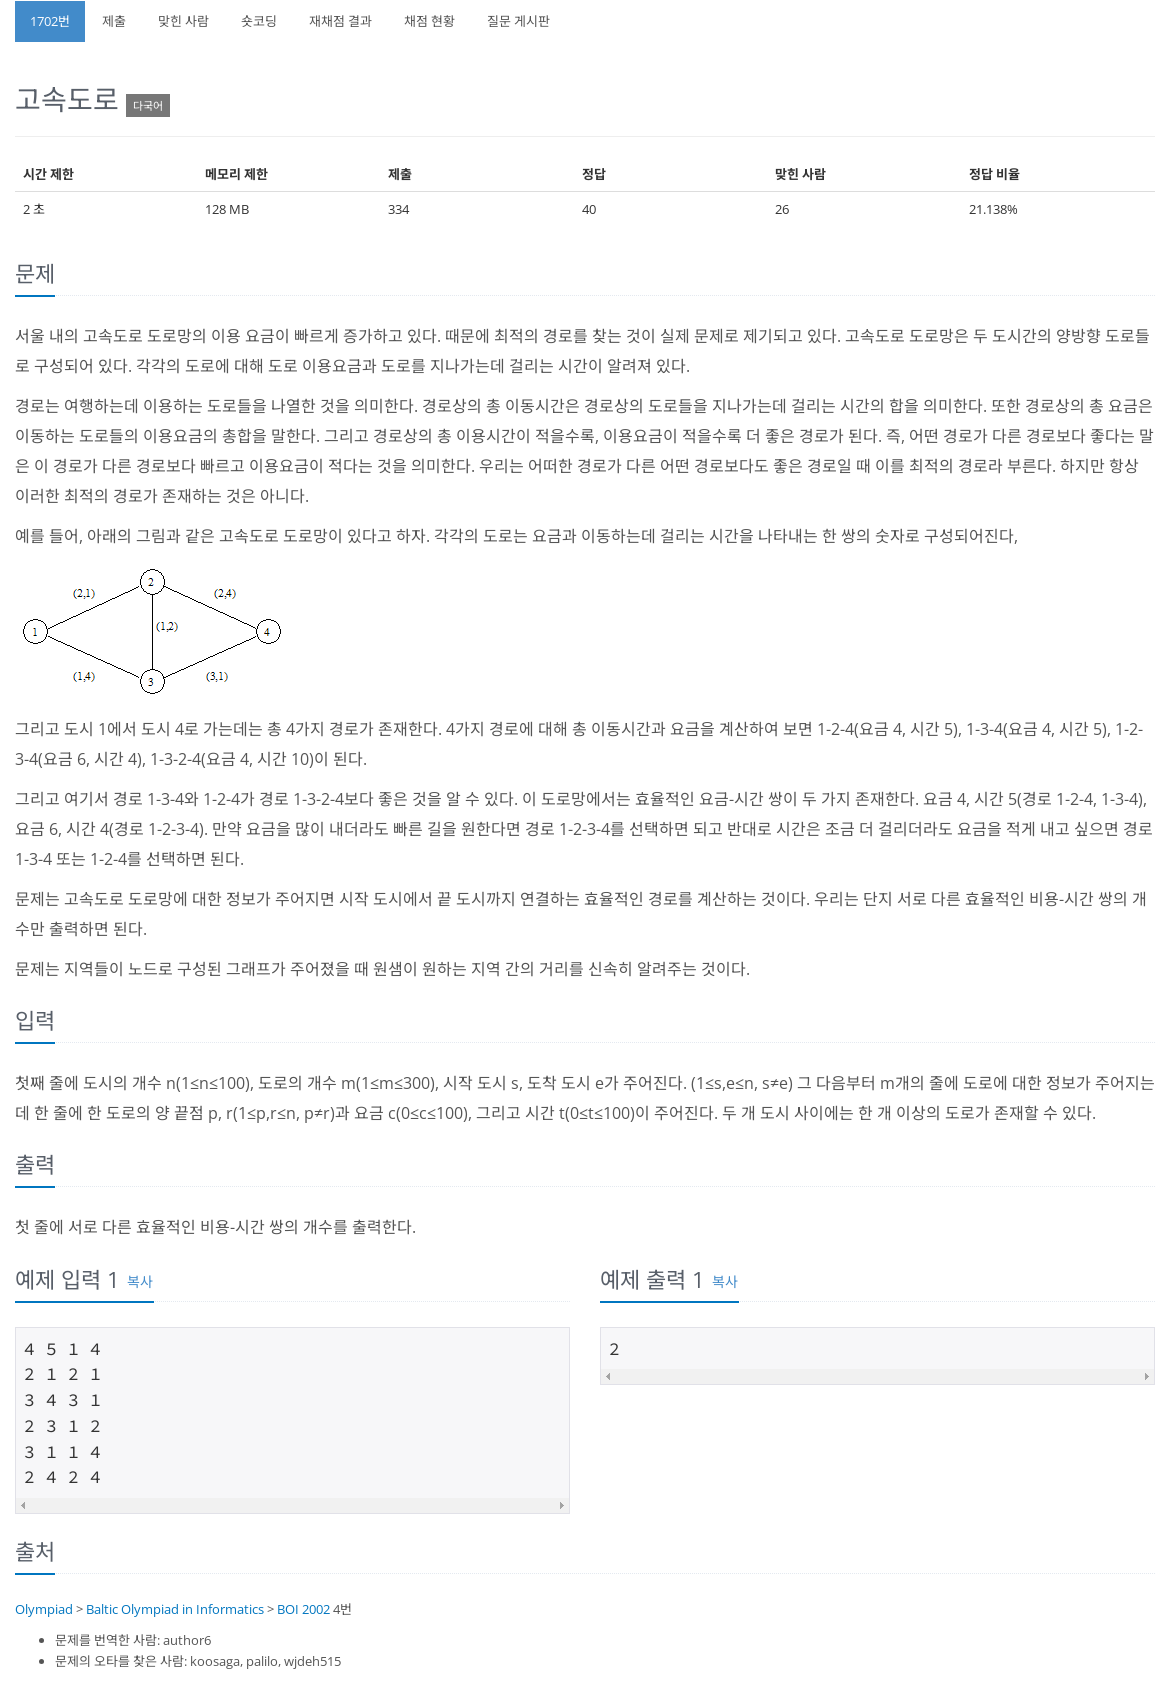 1702번 제출 맞힌 사람 숏코딩 재채점 결과 채점 현황 질문 게시판
고속도로 다국어
시간 제한 메모리 제한 제출 정답 맞힌 사람 정답 비율
2 초 128 MB 334 40 26 21.138%
문제
서울 내의 고속도로 도로망의 이용 요금이 빠르게 증가하고 있다. 때문에 최적의 경로를 찾는 것이 실제 문제로 제기되고 있다. 고속도로 도로망은 두 도시간의 양방향 도로들
로 구성되어 있다. 각각의 도로에 대해 도로 이용요금과 도로를 지나가는데 걸리는 시간이 알려져 있다.
경로는 여행하는데 이용하는 도로들을 나열한 것을 의미한다. 경로상의 총 이동시간은 경로상의 도로들을 지나가는데 걸리는 시간의 합을 의미한다. 또한 경로상의 총 요금은
이동하는 도로들의 이용요금의 총합을 말한다. 그리고 경로상의 총 이용시간이 적을수록, 이용요금이 적을수록 더 좋은 경로가 된다. 즉, 어떤 경로가 다른 경로보다 좋다는 말
은 이 경로가 다른 경로보다 빠르고 이용요금이 적다는 것을 의미한다. 우리는 어떠한 경로가 다른 어떤 경로보다도 좋은 경로일 때 이를 최적의 경로라 부른다. 하지만 항상
이러한 최적의 경로가 존재하는 것은 아니다.
예를 들어, 아래의 그림과 같은 고속도로 도로망이 있다고 하자. 각각의 도로는 요금과 이동하는데 걸리는 시간을 나타내는 한 쌍의 숫자로 구성되어진다,
2
(2,1) (2,4)
(1,2)
1 4
(1,4) (3,1)
3
그리고 도시 1에서 도시 4로 가는데는 총 4가지 경로가 존재한다. 4가지 경로에 대해 총 이동시간과 요금을 계산하여 보면 1-2-4(요금 4, 시간 5), 1-3-4(요금 4, 시간 5), 1-2-
3-4(요금 6, 시간 4), 1-3-2-4(요금 4, 시간 10)이 된다.
그리고 여기서 경로 1-3-4와 1-2-4가 경로 1-3-2-4보다 좋은 것을 알 수 있다. 이 도로망에서는 효율적인 요금-시간 쌍이 두 가지 존재한다. 요금 4, 시간 5(경로 1-2-4, 1-3-4),
요금 6, 시간 4(경로 1-2-3-4). 만약 요금을 많이 내더라도 빠른 길을 원한다면 경로 1-2-3-4를 선택하면 되고 반대로 시간은 조금 더 걸리더라도 요금을 적게 내고 싶으면 경로
1-3-4 또는 1-2-4를 선택하면 된다.
문제는 고속도로 도로망에 대한 정보가 주어지면 시작 도시에서 끝 도시까지 연결하는 효율적인 경로를 계산하는 것이다. 우리는 단지 서로 다른 효율적인 비용-시간 쌍의 개
수만 출력하면 된다.
문제는 지역들이 노드로 구성된 그래프가 주어졌을 때 원샘이 원하는 지역 간의 거리를 신속히 알려주는 것이다.
입력
첫째 줄에 도시의 개수 n(1≤n≤100), 도로의 개수 m(1≤m≤300), 시작 도시 s, 도착 도시 e가 주어진다. (1≤s,e≤n, s≠e) 그 다음부터 m개의 줄에 도로에 대한 정보가 주어지는
데 한 줄에 한 도로의 양 끝점 p, r(1≤p,r≤n, p≠r)과 요금 c(0≤c≤100), 그리고 시간 t(0≤t≤100)이 주어진다. 두 개 도시 사이에는 한 개 이상의 도로가 존재할 수 있다.
출력
첫 줄에 서로 다른 효율적인 비용-시간 쌍의 개수를 출력한다.
예제 입력 1 복사
4 5 1 4
2 1 2 1
3 4 3 1
2 3 1 2
3 1 1 4
2 4 2 4
예제 출력 1 복사
2
출처
Olympiad > Baltic Olympiad in Informatics > BOI 2002 4번
문제를 번역한 사람: author6
문제의 오타를 찾은 사람: koosaga, palilo, wjdeh515